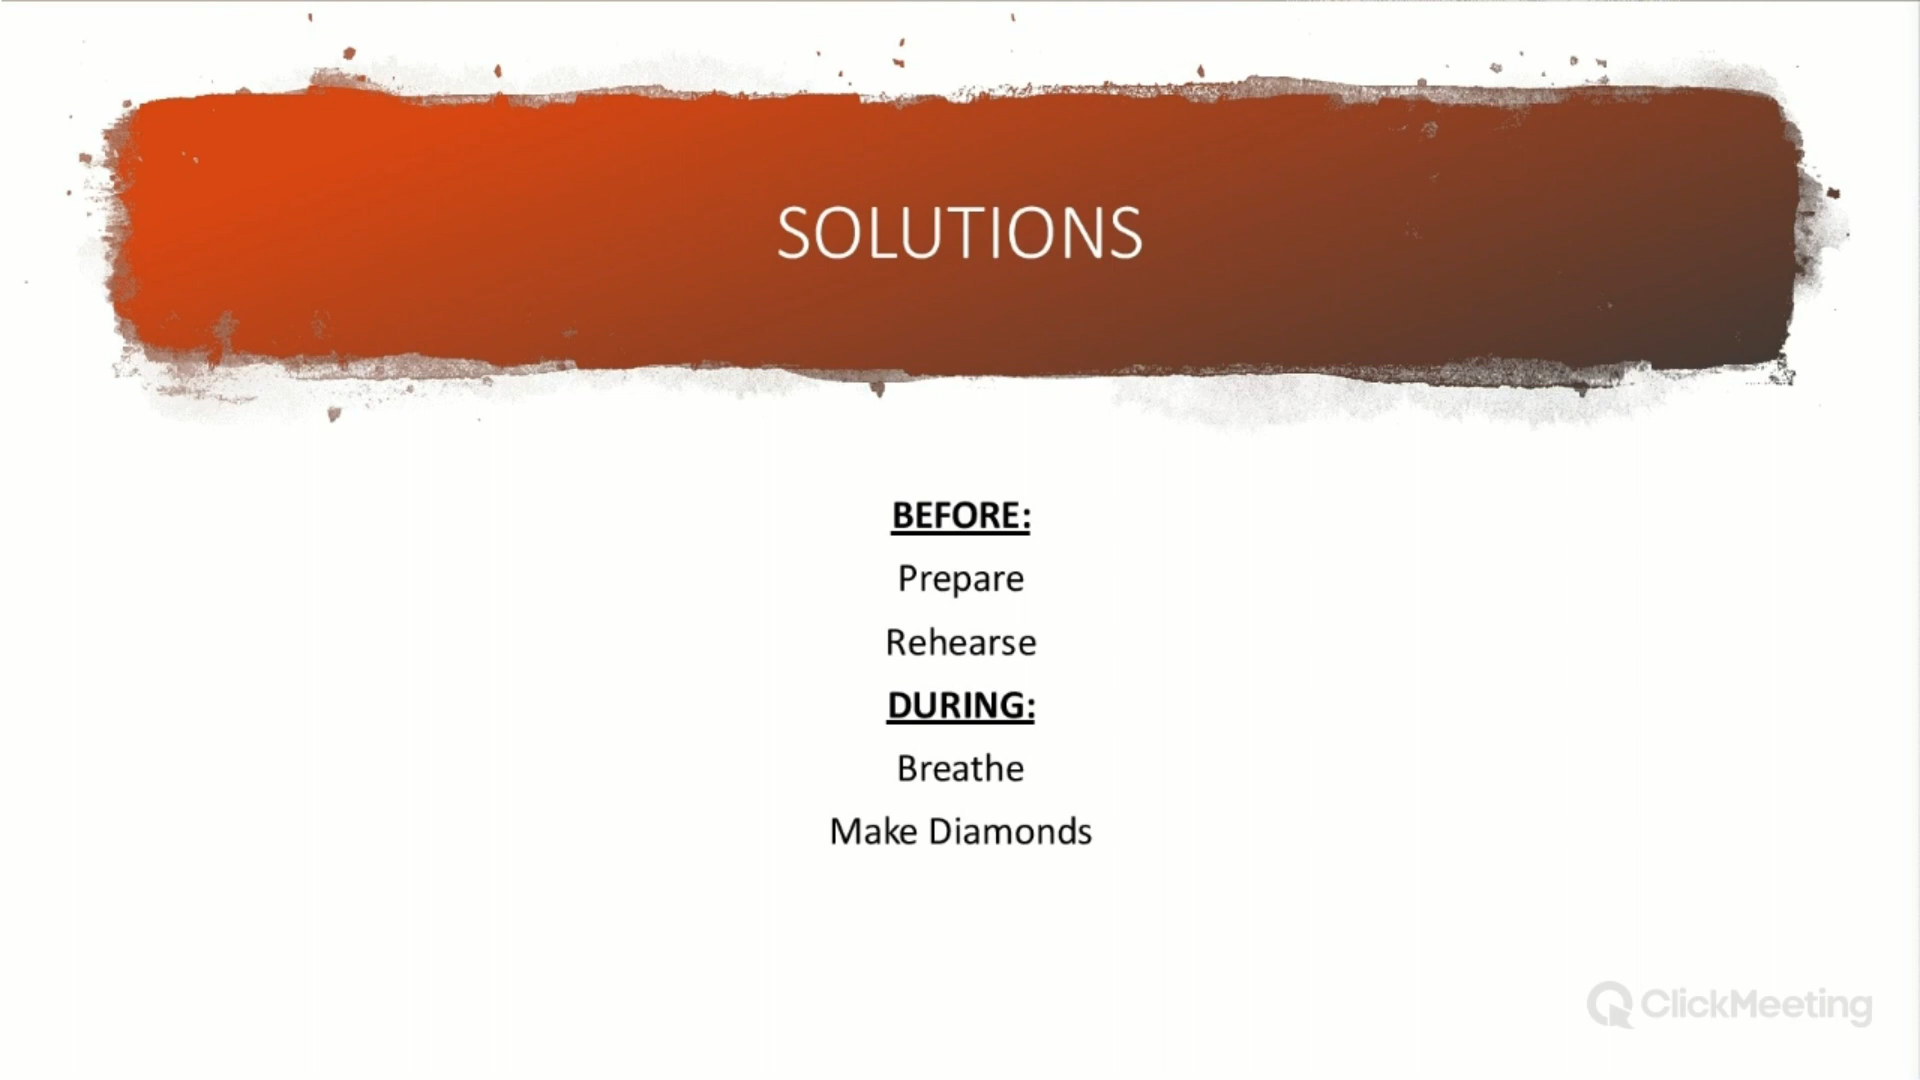 SOLUTIONS
BEFORE:
Prepare
Rehearse
DURING:
Breathe
Make Diamonds
ClickMeeting